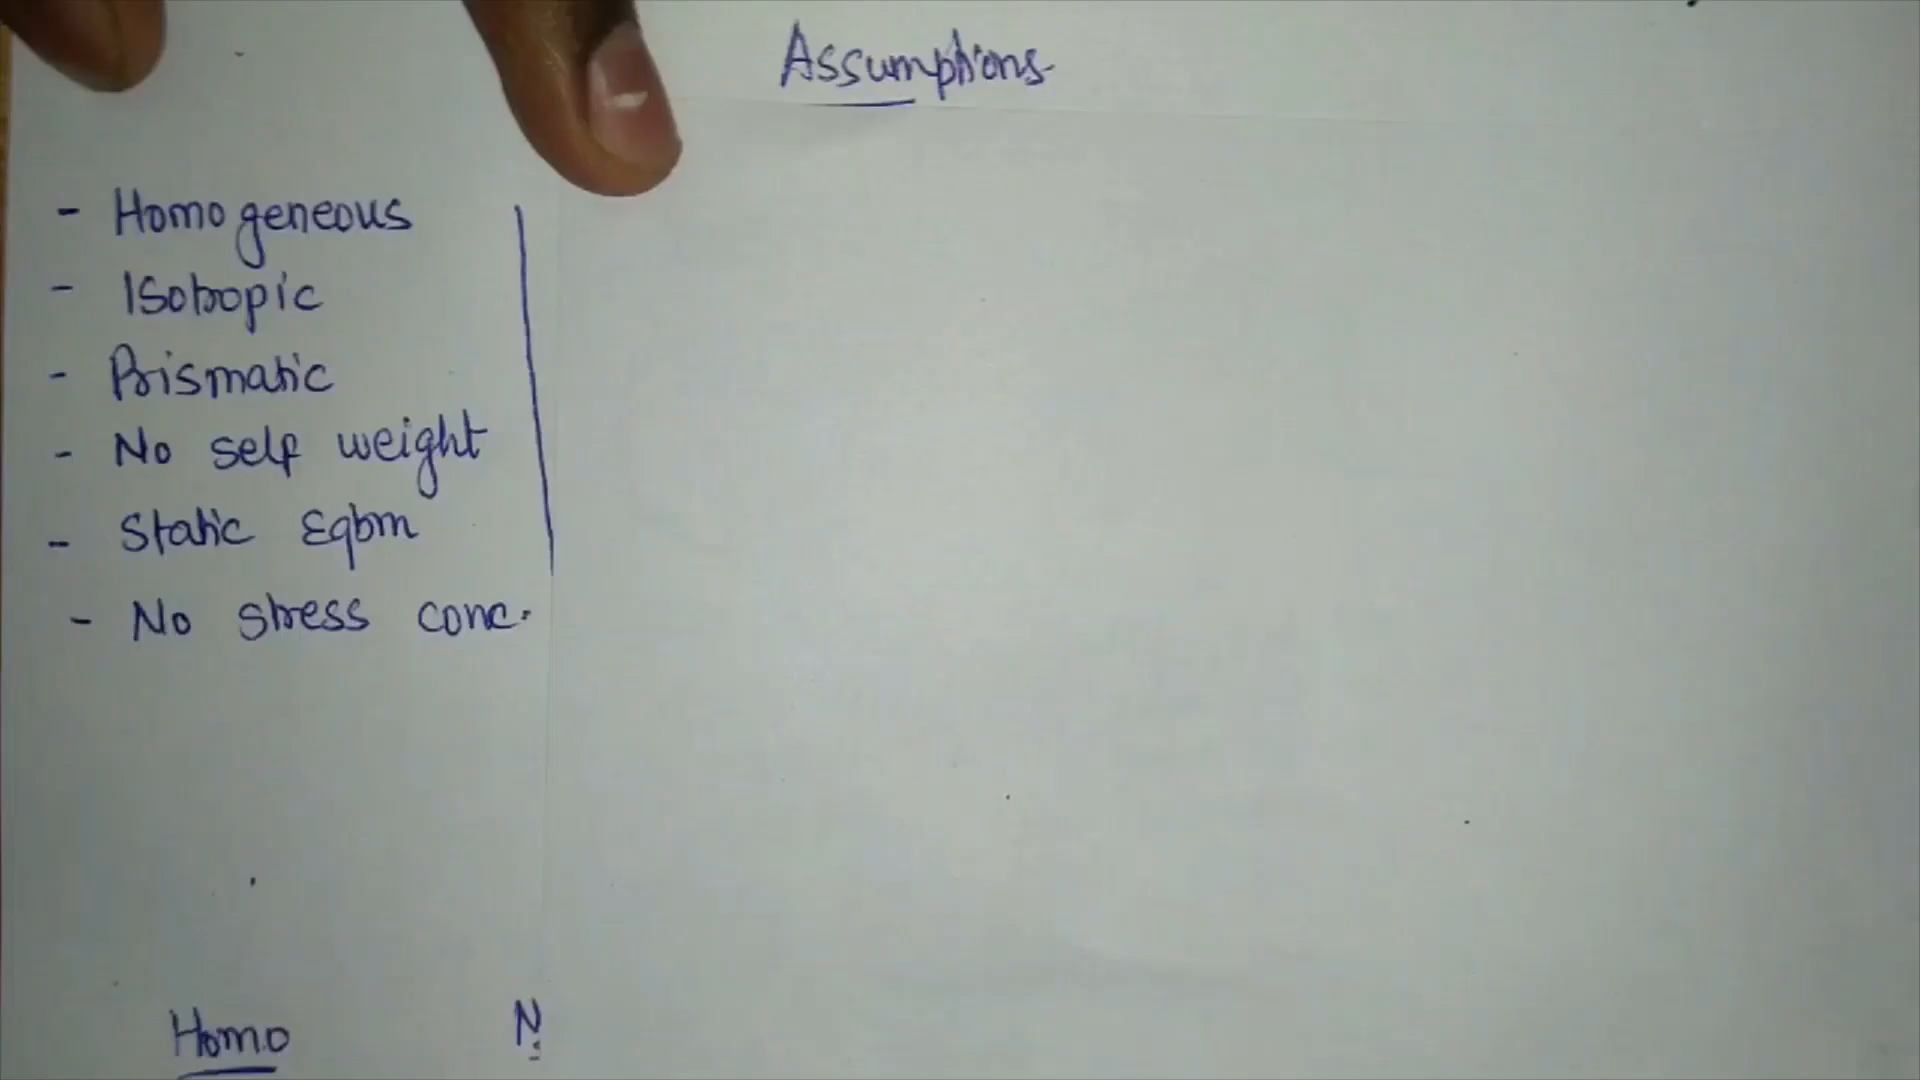 Assumptions
- Homogeneous
- Isotropic
- Prismatic
- No self weight
- Static Eqbm
- No stress conc.
Homo N